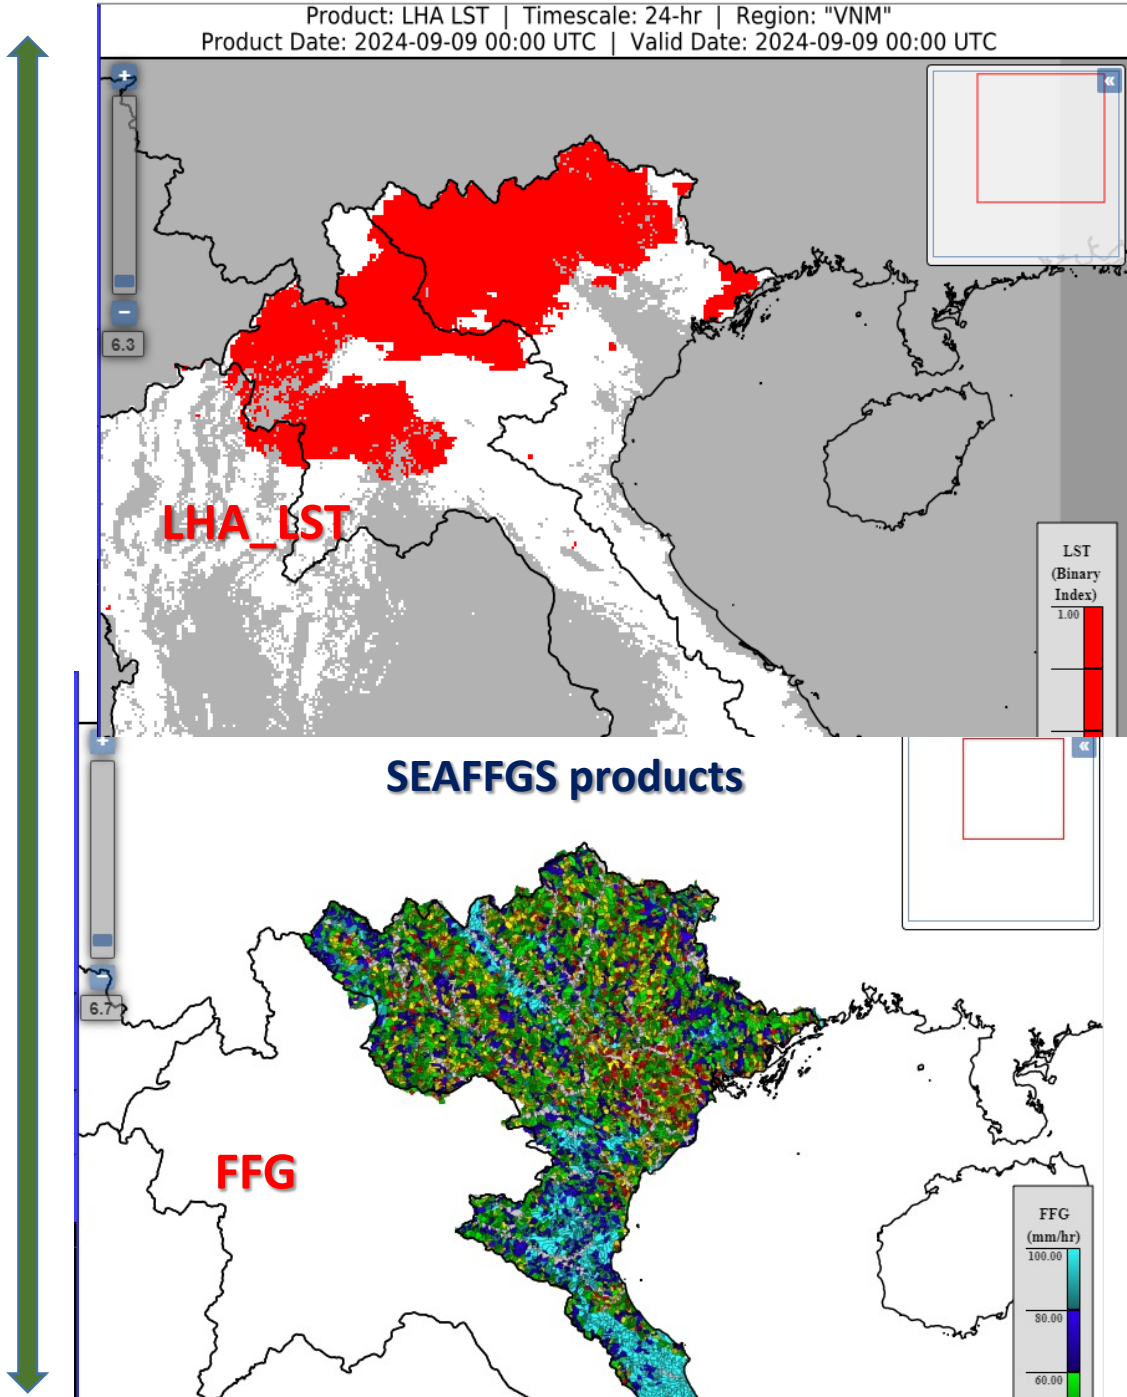 Product: LHA LST | Timescale: 24-hr | Region: "VNM"
Product Date: 2024-09-09 00:00 UTC | Valid Date: 2024-09-09 00:00 UTC
+
«
−
6.3
LHA_LST
LST
(Binary
Index)
1.00
+
«
SEAFFGS products
−
6.7
FFG
FFG
(mm/hr)
100.00
80.00
60.00